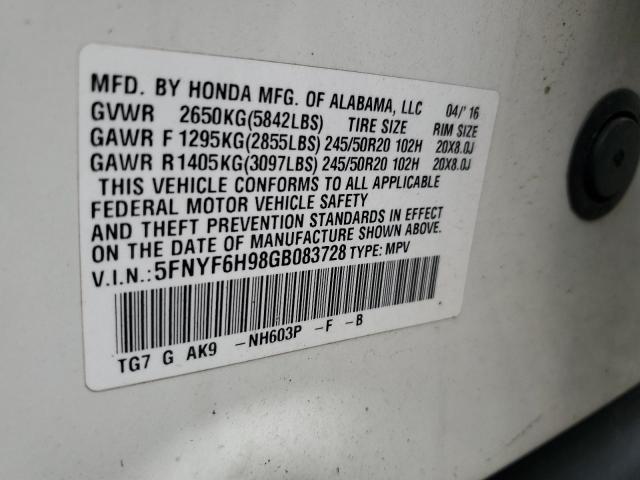 MFD. BY HONDA MFG. OF ALABAMA, LLC 04/'16
GVWR 2650KG(5842LBS) TIRE SIZE RIM SIZE
GAWR F 1295KG(2855LBS) 245/50R20 102H 20X8.0J
GAWR R 1405KG(3097LBS) 245/50R20 102H 20X8.0J
THIS VEHICLE CONFORMS TO ALL APPLICABLE
FEDERAL MOTOR VEHICLE SAFETY
AND THEFT PREVENTION STANDARDS IN EFFECT
ON THE DATE OF MANUFACTURE SHOWN ABOVE.
V.I.N.: 5FNYF6H98GB083728 TYPE: MPV
TG7 G AK9 -NH603P -F -B